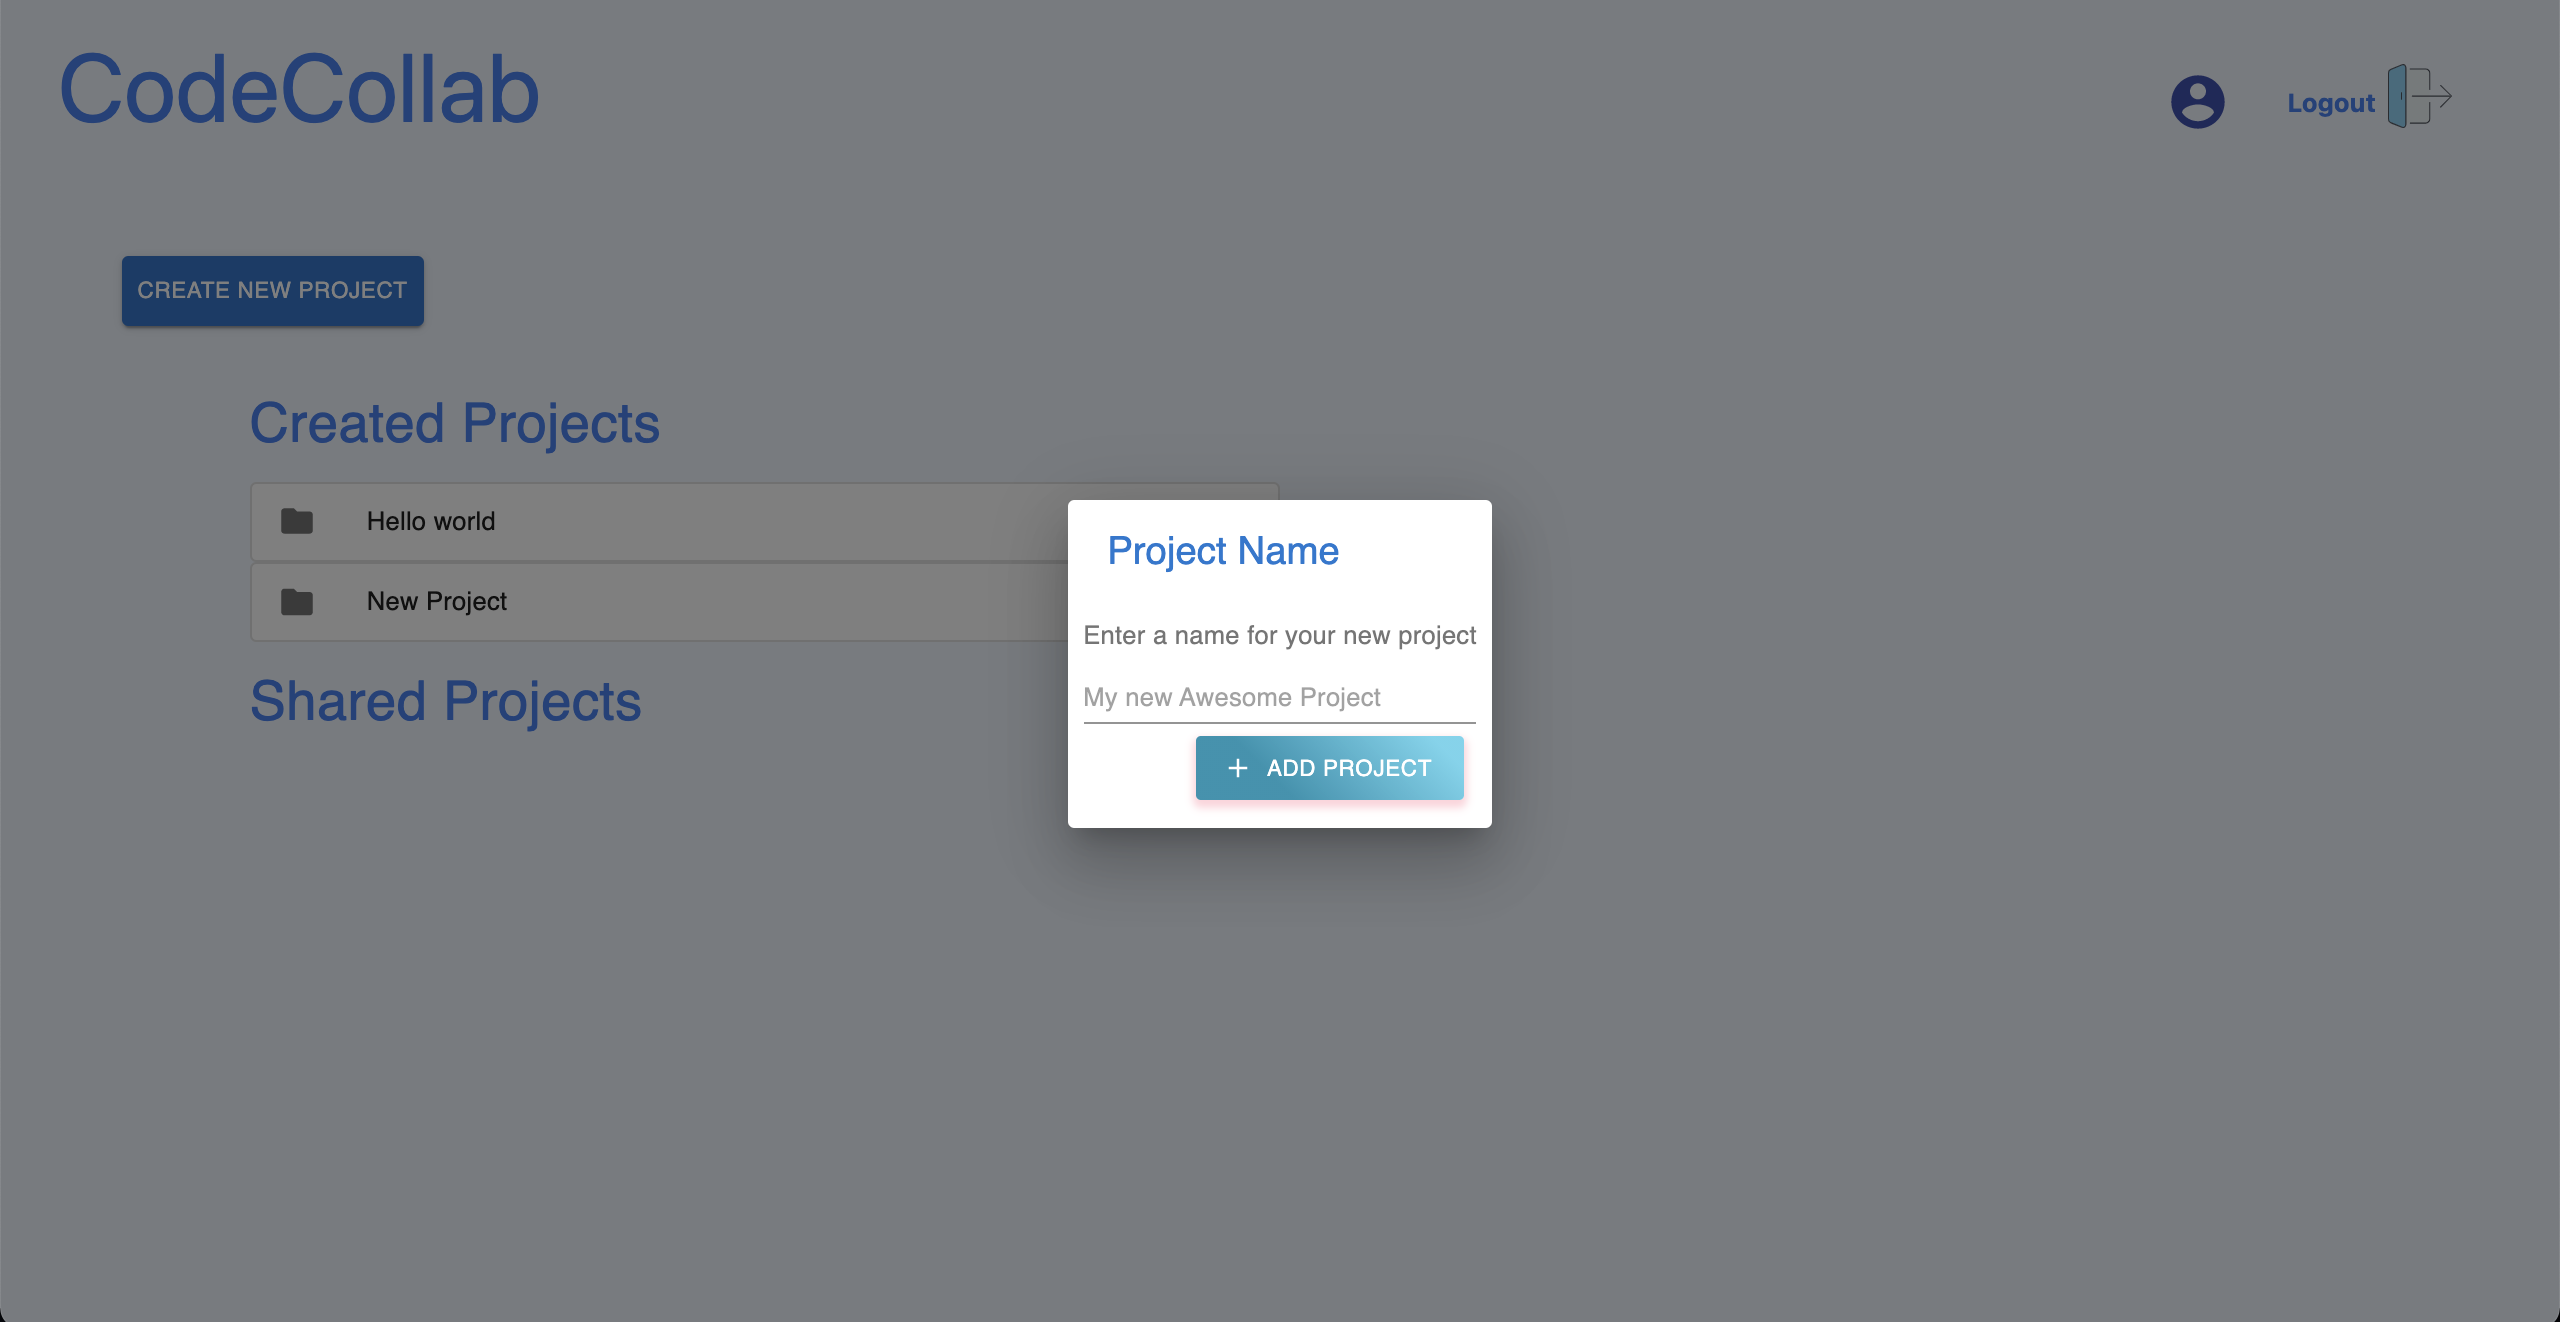 CodeCollab
Logout
CREATE NEW PROJECT
Created Projects
Hello world
New Project
Shared Projects
Project Name
Enter a name for your new project
My new Awesome Project
+ ADD PROJECT